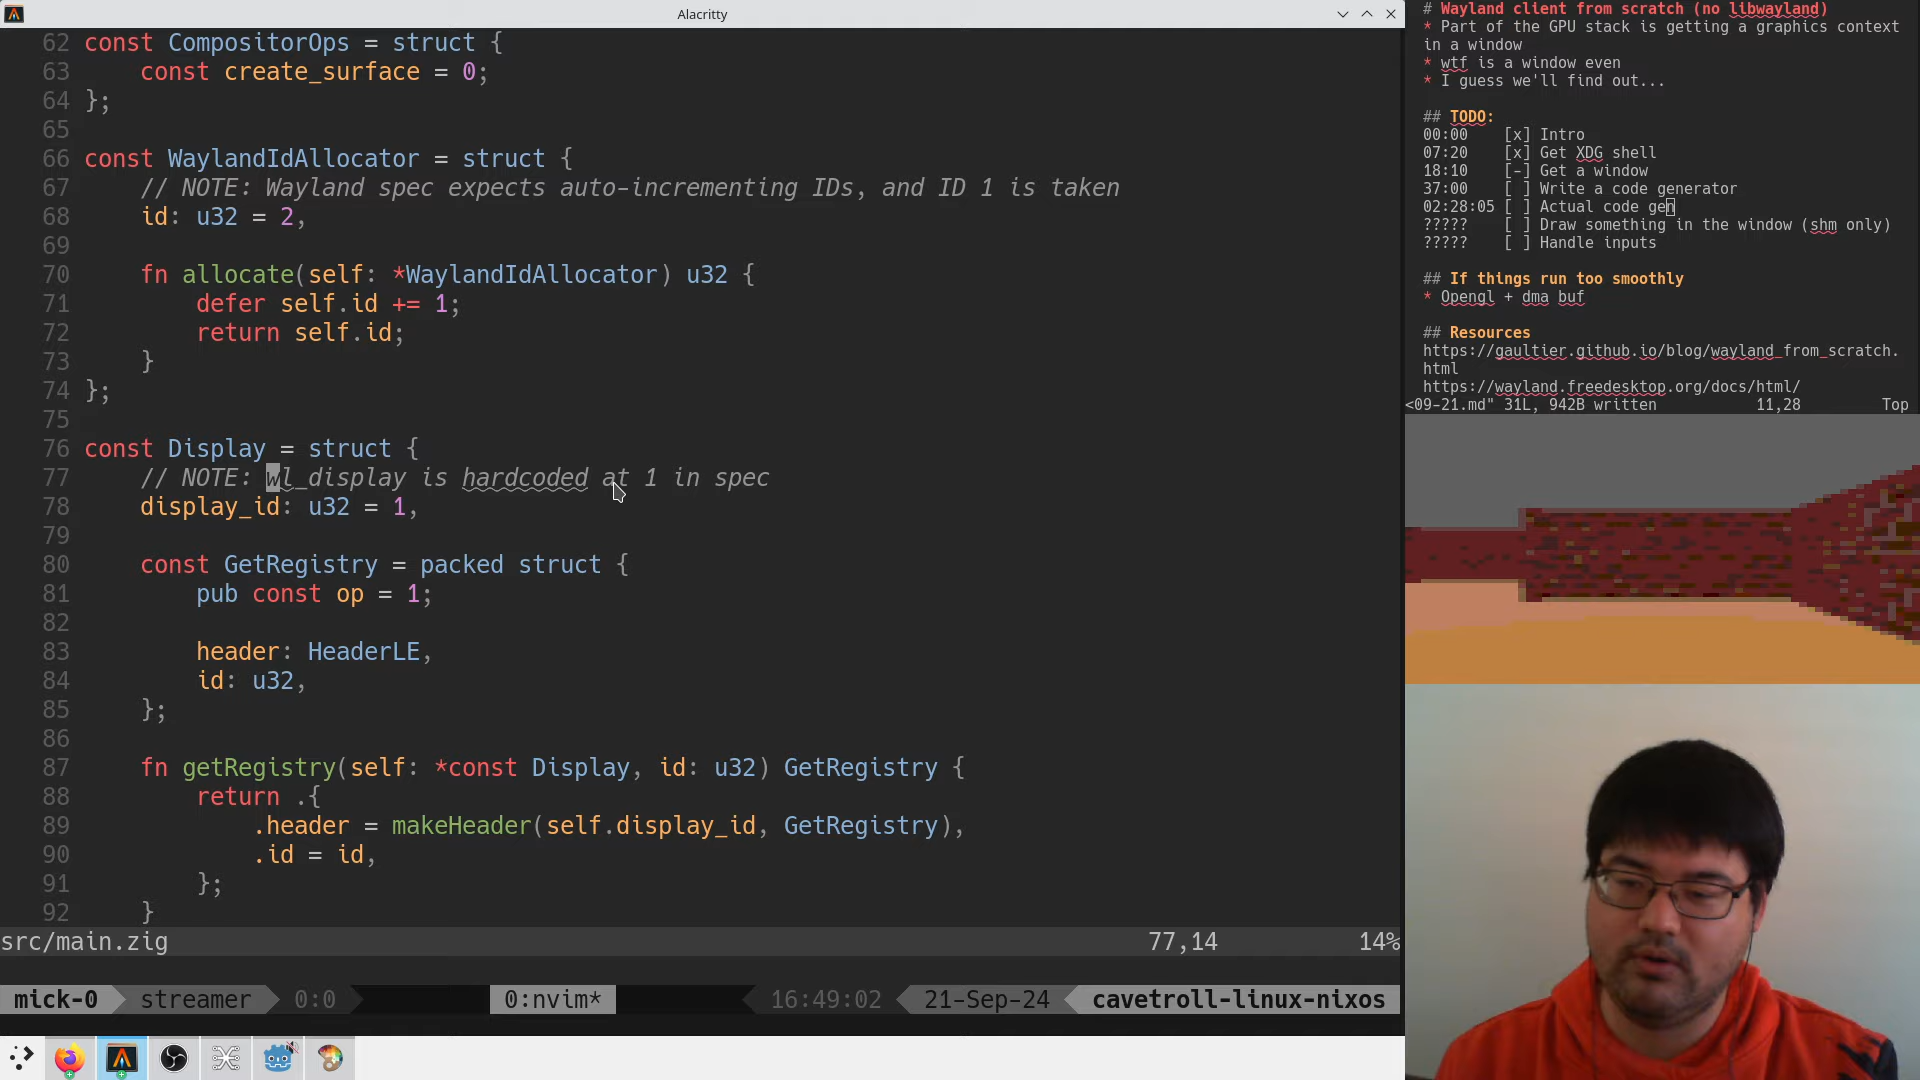 Alacritty
62 const CompositorOps = struct {
63     const create_surface = 0;
64 };
65
66 const WaylandIdAllocator = struct {
67     // NOTE: Wayland spec expects auto-incrementing IDs, and ID 1 is taken
68     id: u32 = 2,
69
70     fn allocate(self: *WaylandIdAllocator) u32 {
71         defer self.id += 1;
72         return self.id;
73     }
74 };
75
76 const Display = struct {
77     // NOTE: wl_display is hardcoded at 1 in spec
78     display_id: u32 = 1,
79
80     const GetRegistry = packed struct {
81         pub const op = 1;
82
83         header: HeaderLE,
84         id: u32,
85     };
86
87     fn getRegistry(self: *const Display, id: u32) GetRegistry {
88         return .{
89             .header = makeHeader(self.display_id, GetRegistry),
90             .id = id,
91         };
92     }
src/main.zig 77,14 14%
mick-0 streamer 0:0 0:nvim* 16:49:02 21-Sep-24 cavetroll-linux-nixos
# Wayland client from scratch (no libwayland)
* Part of the GPU stack is getting a graphics context
in a window
* wtf is a window even
* I guess we'll find out...
## TODO:
00:00    [x] Intro
07:20    [x] Get XDG shell
18:10    [-] Get a window
37:00    [ ] Write a code generator
02:28:05 [ ] Actual code gen
?????    [ ] Draw something in the window (shm only)
?????    [ ] Handle inputs
## If things run too smoothly
* Opengl + dma buf
## Resources
https://gaultier.github.io/blog/wayland_from_scratch.
html
https://wayland.freedesktop.org/docs/html/
<09-21.md" 31L, 942B written 11,28 Top